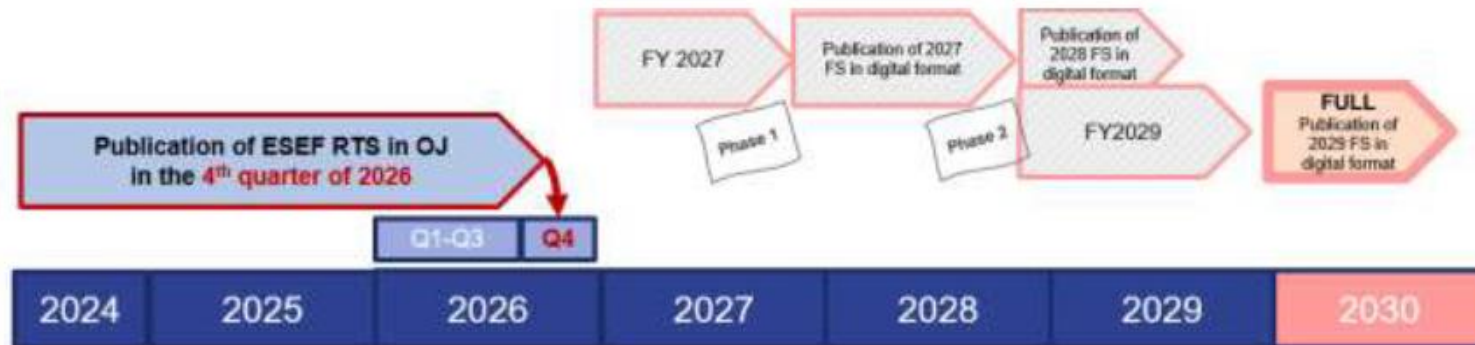 Publication of ESEF RTS in OJ
in the 4th quarter of 2026
Q1-Q3
Q4
FY 2027
Phase 1
Publication of 2027
FS in digital format
Phase 2
Publication of
2028 FS in
digital format
FY2029
FULL
Publication of
2029 FS in
digital format
2024
2025
2026
2027
2028
2029
2030